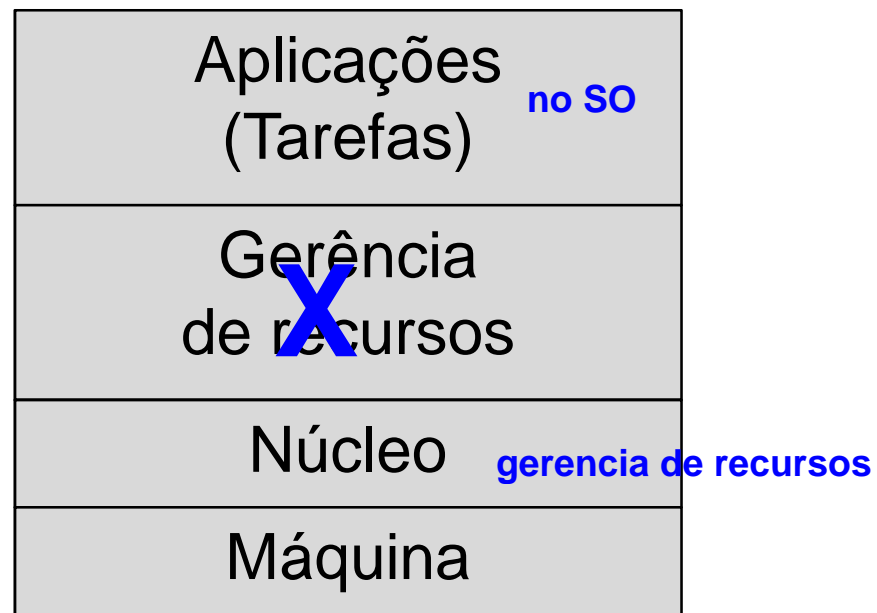 Aplicações
no SO
(Tarefas)
Gerência
X
de recursos
Núcleo
gerencia de recursos
Máquina